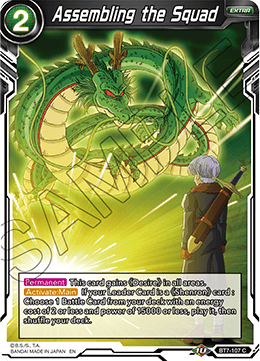 2
Assembling the Squad
EXTRA
SAMPLE
Permanent This card gains《Desire》in all areas.
Activate:Main If your Leader Card is a《Shenron》card :
Choose 1 Battle Card from your deck with an energy
cost of 2 or less and power of 15000 or less, play it, then
shuffle your deck.
©B.S./S., T.A.
BANDAI MADE IN JAPAN EN
BT7-107 C